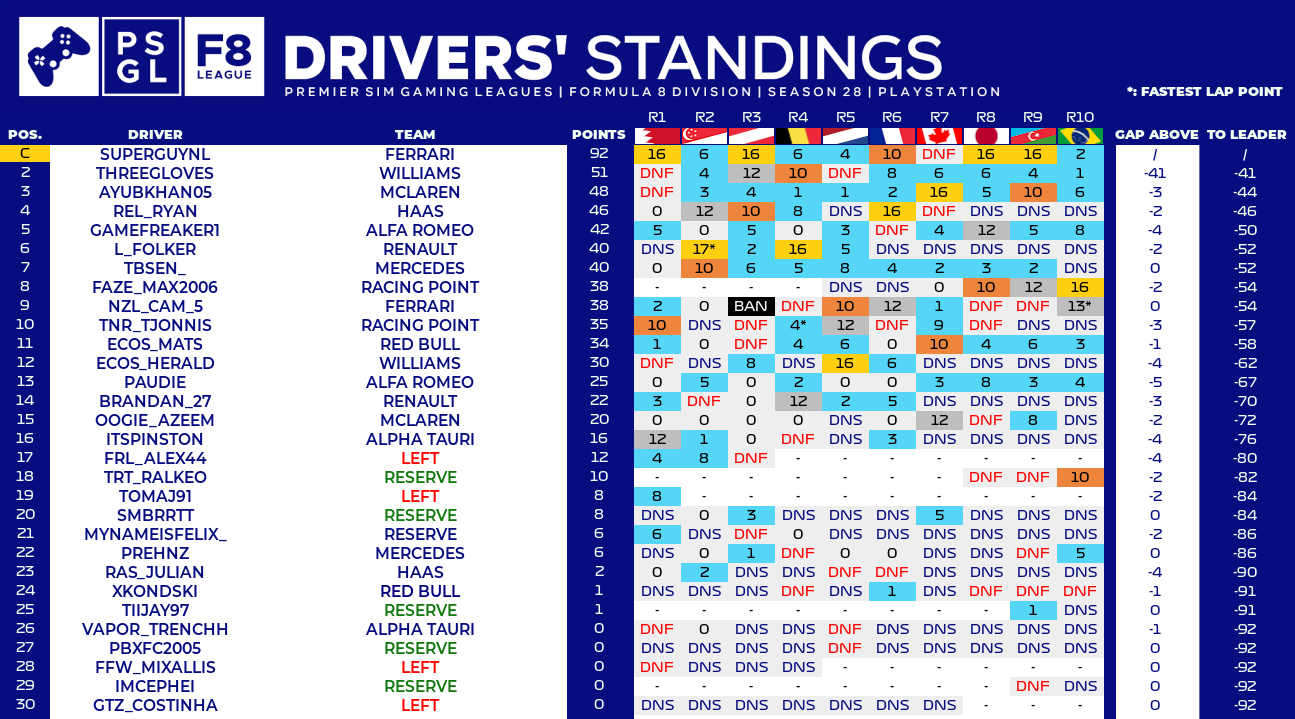 PS GL F8 LEAGUE
DRIVERS' STANDINGS
PREMIER SIM GAMING LEAGUES | FORMULA 8 DIVISION | SEASON 28 | PLAYSTATION
*: FASTEST LAP POINT
R1 R2 R3 R4 R5 R6 R7 R8 R9 R10
POS. DRIVER TEAM POINTS GAP ABOVE TO LEADER
C SUPERGUYNL FERRARI 92 16 6 16 6 4 10 DNF 16 16 2 / /
2 THREEGLOVES WILLIAMS 51 DNF 4 12 10 DNF 8 6 6 4 1 -41 -41
3 AYUBKHAN05 MCLAREN 48 DNF 3 4 1 1 2 16 5 10 6 -3 -44
4 REL_RYAN HAAS 46 0 12 10 8 DNS 16 DNF DNS DNS DNS -2 -46
5 GAMEFREAKER1 ALFA ROMEO 42 5 0 5 0 3 DNF 4 12 5 8 -4 -50
6 L_FOLKER RENAULT 40 DNS 17* 2 16 5 DNS DNS DNS DNS DNS -2 -52
7 TBSEN_ MERCEDES 40 0 10 6 5 8 4 2 3 2 DNS 0 -52
8 FAZE_MAX2006 RACING POINT 38 - - - - DNS DNS 0 10 12 16 -2 -54
9 NZL_CAM_5 FERRARI 38 2 0 BAN DNF 10 12 1 DNF DNF 13* 0 -54
10 TNR_TJONNIS RACING POINT 35 10 DNS DNF 4* 12 DNF 9 DNF DNS DNS -3 -57
11 ECOS_MATS RED BULL 34 1 0 DNF 4 6 0 10 4 6 3 -1 -58
12 ECOS_HERALD WILLIAMS 30 DNF DNS 8 DNS 16 6 DNS DNS DNS DNS -4 -62
13 PAUDIE ALFA ROMEO 25 0 5 0 2 0 0 3 8 3 4 -5 -67
14 BRANDAN_27 RENAULT 22 3 DNF 0 12 2 5 DNS DNS DNS DNS -3 -70
15 OOGIE_AZEEM MCLAREN 20 0 0 0 0 DNS 0 12 DNF 8 DNS -2 -72
16 ITSPINSTON ALPHA TAURI 16 12 1 0 DNF DNS 3 DNS DNS DNS DNS -4 -76
17 FRL_ALEX44 LEFT 12 4 8 DNF - - - - - - - -4 -80
18 TRT_RALKEO RESERVE 10 - - - - - - - DNF DNF 10 -2 -82
19 TOMAJ91 LEFT 8 8 - - - - - - - - - -2 -84
20 SMBRRTT RESERVE 8 DNS 0 3 DNS DNS DNS 5 DNS DNS DNS 0 -84
21 MYNAMEISFELIX_ RESERVE 6 6 DNS DNF 0 DNS DNS DNS DNS DNS DNS -2 -86
22 PREHNZ MERCEDES 6 DNS 0 1 DNF 0 0 DNS DNS DNF 5 0 -86
23 RAS_JULIAN HAAS 2 0 2 DNS DNS DNF DNF DNS DNS DNS DNS -4 -90
24 XKONDSKI RED BULL 1 DNS DNS DNS DNF DNS 1 DNS DNF DNF DNF -1 -91
25 TIIJAY97 RESERVE 1 - - - - - - - - 1 DNS 0 -91
26 VAPOR_TRENCHH ALPHA TAURI 0 DNF 0 DNS DNS DNF DNS DNS DNS DNS DNS -1 -92
27 PBXFC2005 RESERVE 0 DNS DNS DNS DNS DNF DNS DNS DNS DNS DNS 0 -92
28 FFW_MIXALLIS LEFT 0 DNF DNS DNS DNS - - - - - - 0 -92
29 IMCEPHEI RESERVE 0 - - - - - - - - DNF DNS 0 -92
30 GTZ_COSTINHA LEFT 0 DNS DNS DNS DNS DNS DNS DNS - - - 0 -92